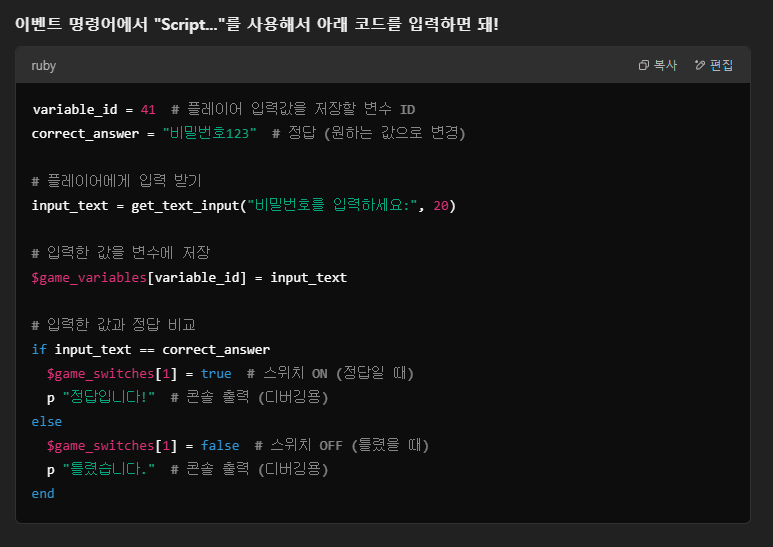 이벤트 명령어에서 "Script..."를 사용해서 아래 코드를 입력하면 돼!
ruby 복사 편집
variable_id = 41  # 플레이어 입력값을 저장할 변수 ID
correct_answer = "비밀번호123"  # 정답 (원하는 값으로 변경)
# 플레이어에게 입력 받기
input_text = get_text_input("비밀번호를 입력하세요:", 20)
# 입력한 값을 변수에 저장
$game_variables[variable_id] = input_text
# 입력한 값과 정답 비교
if input_text == correct_answer
  $game_switches[1] = true  # 스위치 ON (정답일 때)
  p "정답입니다!"  # 콘솔 출력 (디버깅용)
else
  $game_switches[1] = false  # 스위치 OFF (틀렸을 때)
  p "틀렸습니다."  # 콘솔 출력 (디버깅용)
end